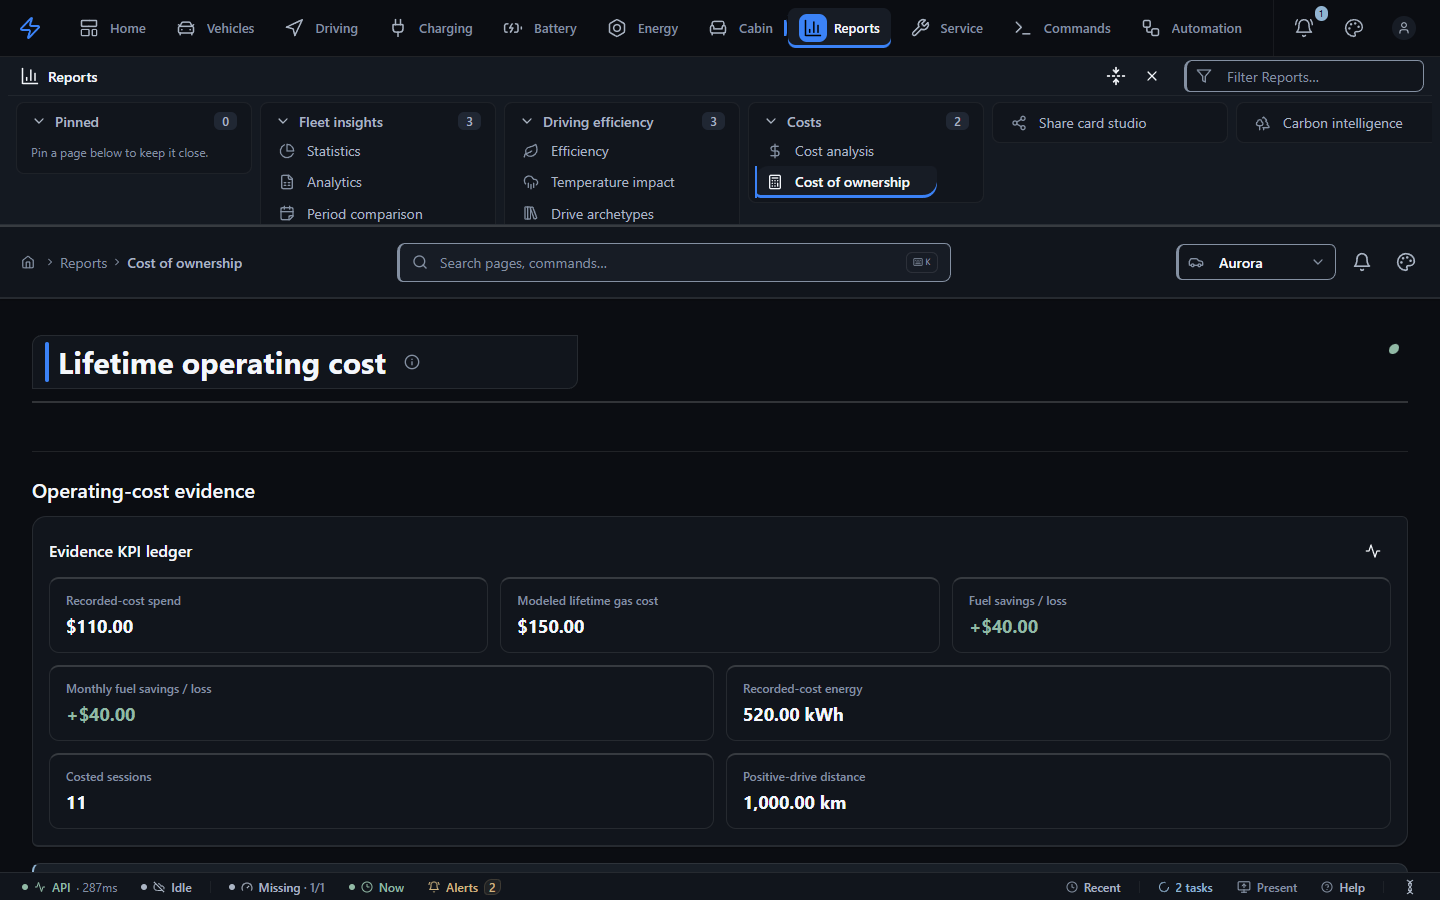 Home Vehicles Driving Charging Battery Energy Cabin Reports Service Commands Automation 1
Reports Filter Reports...
Pinned 0
Pin a page below to keep it close.
Fleet insights 3
Statistics
Analytics
Period comparison
Driving efficiency 3
Efficiency
Temperature impact
Drive archetypes
Costs 2
Cost analysis
Cost of ownership
Share card studio
Carbon intelligence
Reports Cost of ownership Search pages, commands... K Aurora
Lifetime operating cost
Operating-cost evidence
Evidence KPI ledger
Recorded-cost spend
$110.00
Modeled lifetime gas cost
$150.00
Fuel savings / loss
+$40.00
Monthly fuel savings / loss
+$40.00
Recorded-cost energy
520.00 kWh
Costed sessions
11
Positive-drive distance
1,000.00 km
API · 287ms Idle Missing · 1/1 Now Alerts 2 Recent 2 tasks Present Help